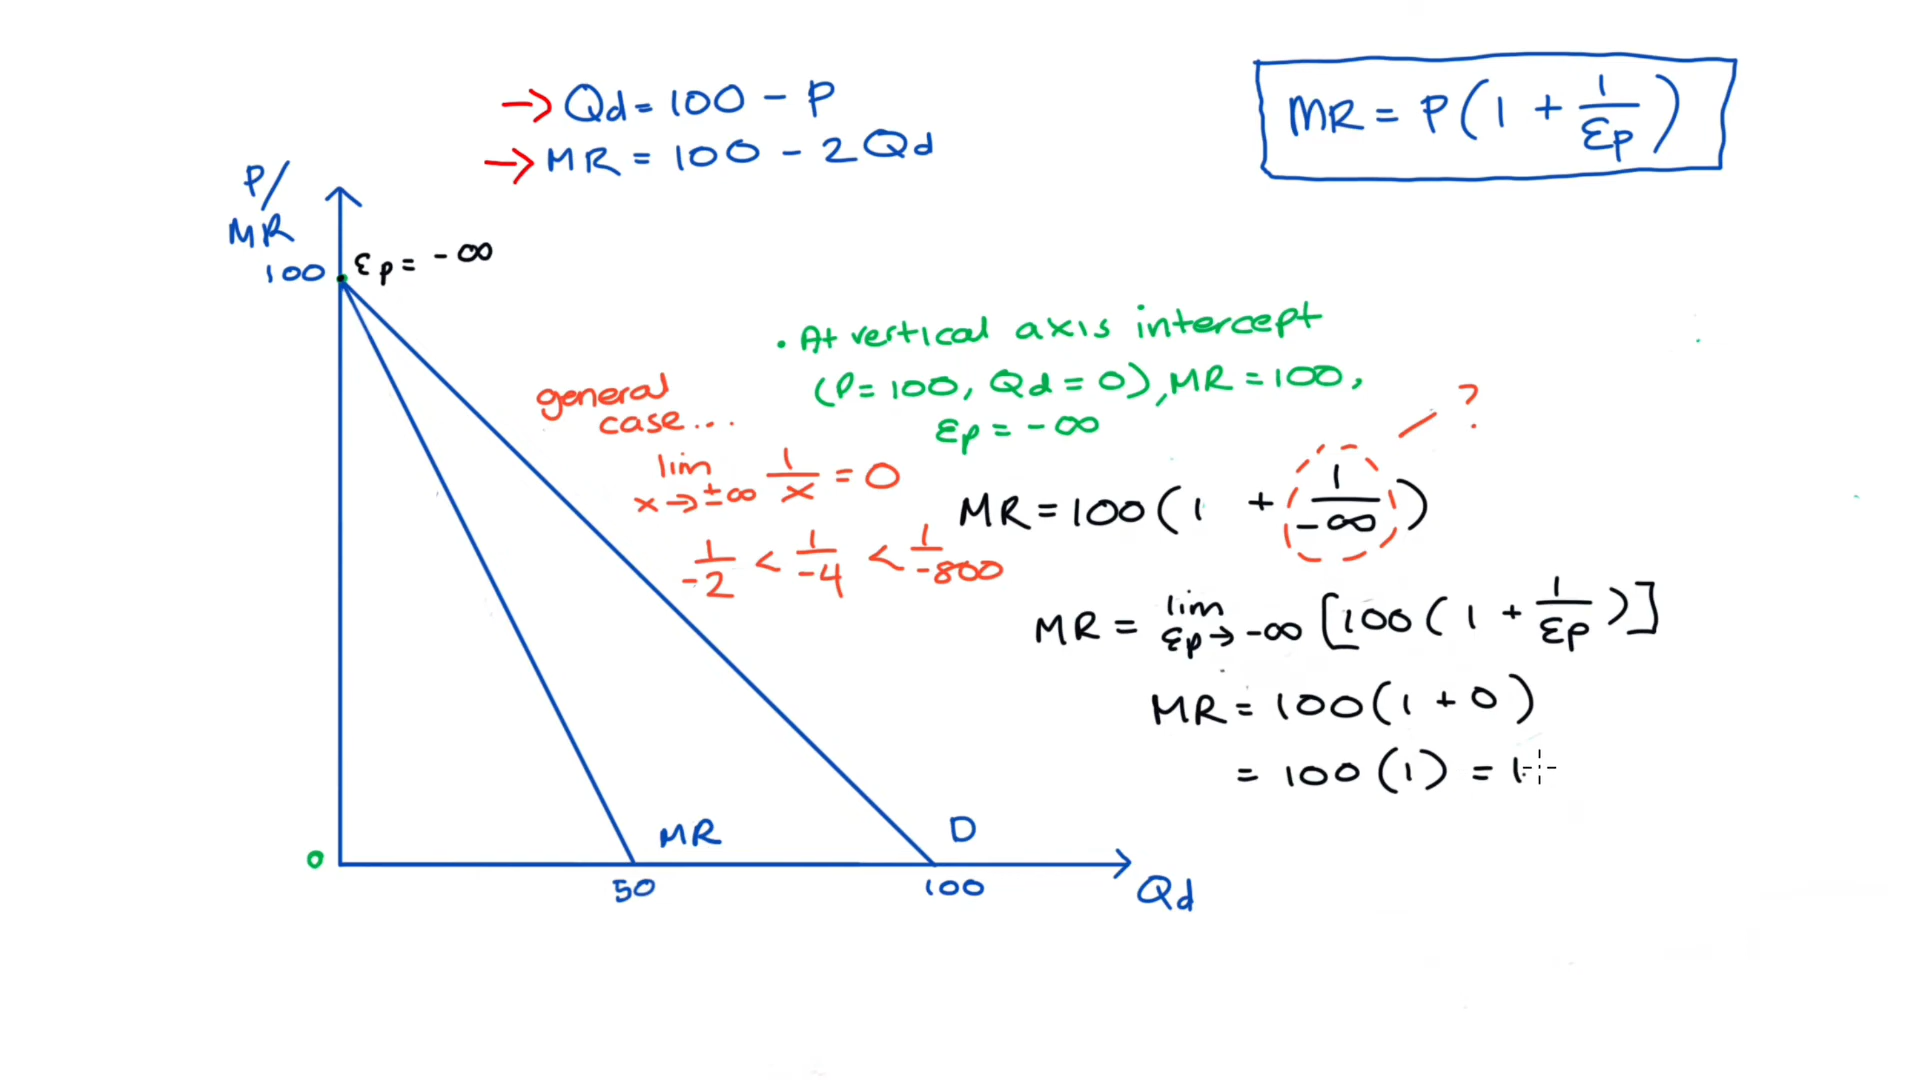 → Qd = 100 - P
→ MR = 100 - 2Qd
MR = P(1 + 1/εp)
P/
MR
100
εp = -∞
• At vertical axis intercept
(P=100, Qd=0), MR=100,
εp = -∞
general
case...
lim x→±∞ 1/x = 0
1/-2 < 1/-4 < 1/-800
?
MR = 100(1 + 1/-∞)
MR = lim εp→-∞ [100(1 + 1/εp)]
MR = 100(1 + 0)
= 100(1) = 1
MR
D
0
50
100
Qd